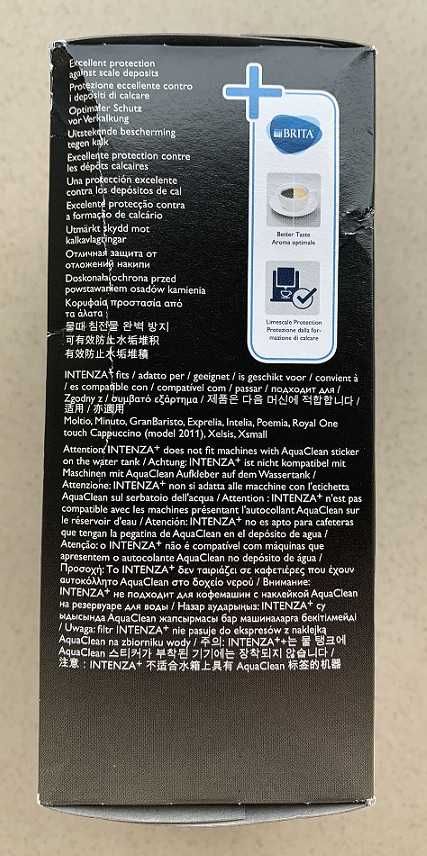 Excellent protection
against scale deposits
Protezione eccellente contro
i depositi di calcare
Optimaler Schutz
vor Verkalkung
Uitstekende bescherming
tegen kalk
Excellente protection contre
les dépôts calcaires
Una protección excelente
contra los depósitos de cal
Excelente protecção contra
a formação de calcário
Utmärkt skydd mot
kalkavlagringar
Отличная защита от
отложений накипи
Doskonała ochrona przed
powstawaniem osadów kamienia
Κορυφαία προστασία από
τα άλατα
물때 침전물 완벽 방지
可有效防止水垢堆积
有效防止水垢堆積
BRITA
Better Taste
Aroma optimale
Limescale Protection
Protezione dalla for-
mazione di calcare
INTENZA+ fits / adatto per / geeignet / is geschikt voor / convient à
/ es compatible con / compatível com / passar / подходит для /
Zgodny z / συμβατό εξάρτημα / 제품은 다음 머신에 적합합니다 /
适用 / 亦適用
Moltio, Minuto, GranBaristo, Exprelia, Intelia, Poemia, Royal One
touch Cappuccino (model 2011), Xelsis, Xsmall
Attention: INTENZA+ does not fit machines with AquaClean sticker
on the water tank / Achtung: INTENZA+ ist nicht kompatibel mit
Maschinen mit AquaClean Aufkleber auf dem Wassertank /
Attenzione: INTENZA+ non si adatta alle macchine con l'etichetta
AquaClean sul serbatoio dell'acqua / Attention : INTENZA+ n'est pas
compatible avec les machines présentant l'autocollant AquaClean sur
le réservoir d'eau / Atención: INTENZA+ no es apto para cafeteras
que tengan la pegatina de AquaClean en el depósito de agua /
Atenção: o INTENZA+ não é compatível com máquinas que
apresentem o autocolante AquaClean no depósito de água /
Προσοχή: Το INTENZA+ δεν ταιριάζει σε καφετιέρες που έχουν
αυτοκόλλητο AquaClean στο δοχείο νερού / Внимание:
INTENZA+ не подходит для кофемашин с наклейкой AquaClean
на резервуаре для воды / Назар аударыңыз: INTENZA+ су
ыдысында AquaClean жапсырмасы бар машиналарға бекітілмейді
/ Uwaga: filtr INTENZA+ nie pasuje do ekspresów z naklejką
AquaClean na zbiorniku wody / 주의: INTENZA++는 물 탱크에
AquaClean 스티커가 부착된 기기에는 장착되지 않습니다 /
注意：INTENZA+ 不适合水箱上具有 AquaClean 标签的机器